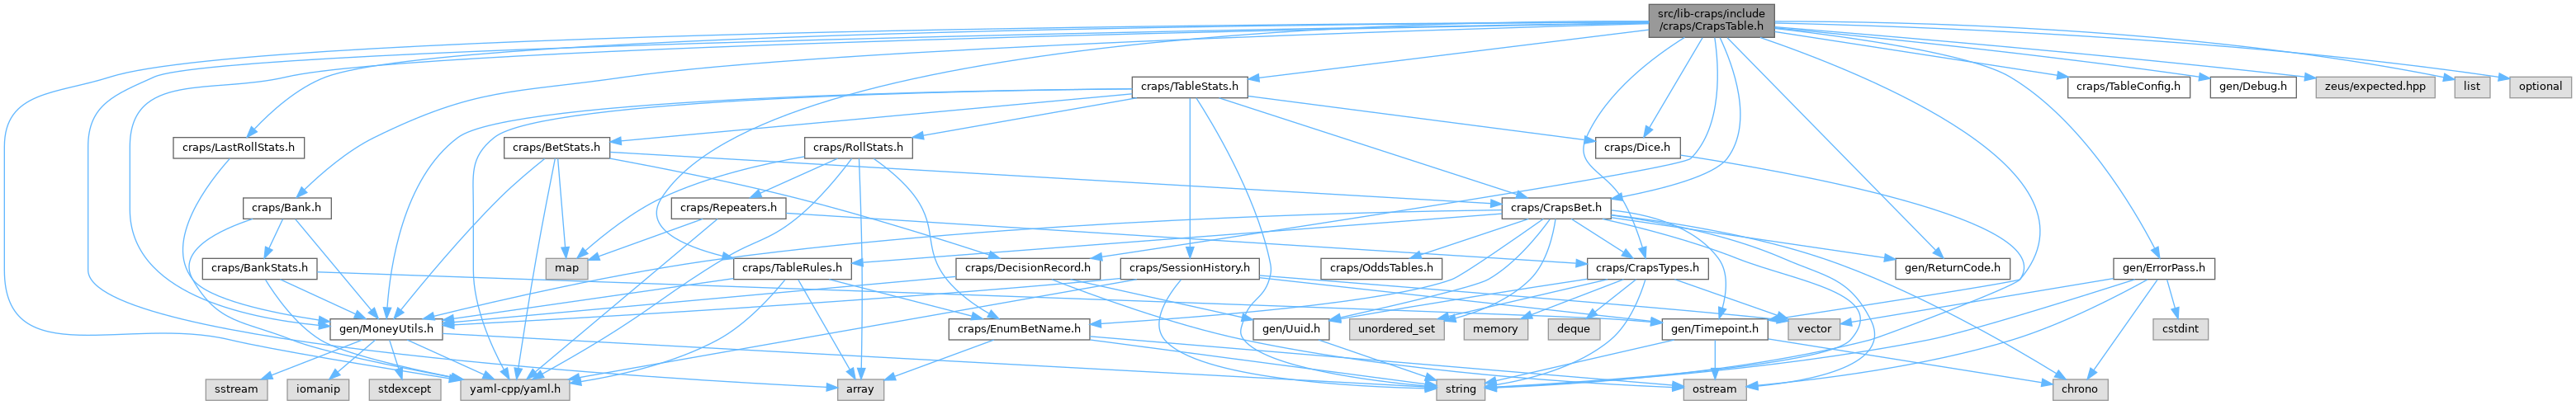 src/lib-craps/include
/craps/CrapsTable.h
craps/TableStats.h
craps/TableConfig.h
gen/Debug.h
zeus/expected.hpp
list
optional
craps/LastRollStats.h
craps/BetStats.h
craps/RollStats.h
craps/Dice.h
craps/Bank.h
craps/Repeaters.h
craps/CrapsBet.h
craps/BankStats.h
map
craps/TableRules.h
craps/DecisionRecord.h
craps/SessionHistory.h
craps/OddsTables.h
craps/CrapsTypes.h
gen/ReturnCode.h
gen/ErrorPass.h
gen/MoneyUtils.h
craps/EnumBetName.h
gen/Uuid.h
unordered_set
memory
deque
gen/Timepoint.h
vector
cstdint
sstream
iomanip
stdexcept
yaml-cpp/yaml.h
array
string
ostream
chrono